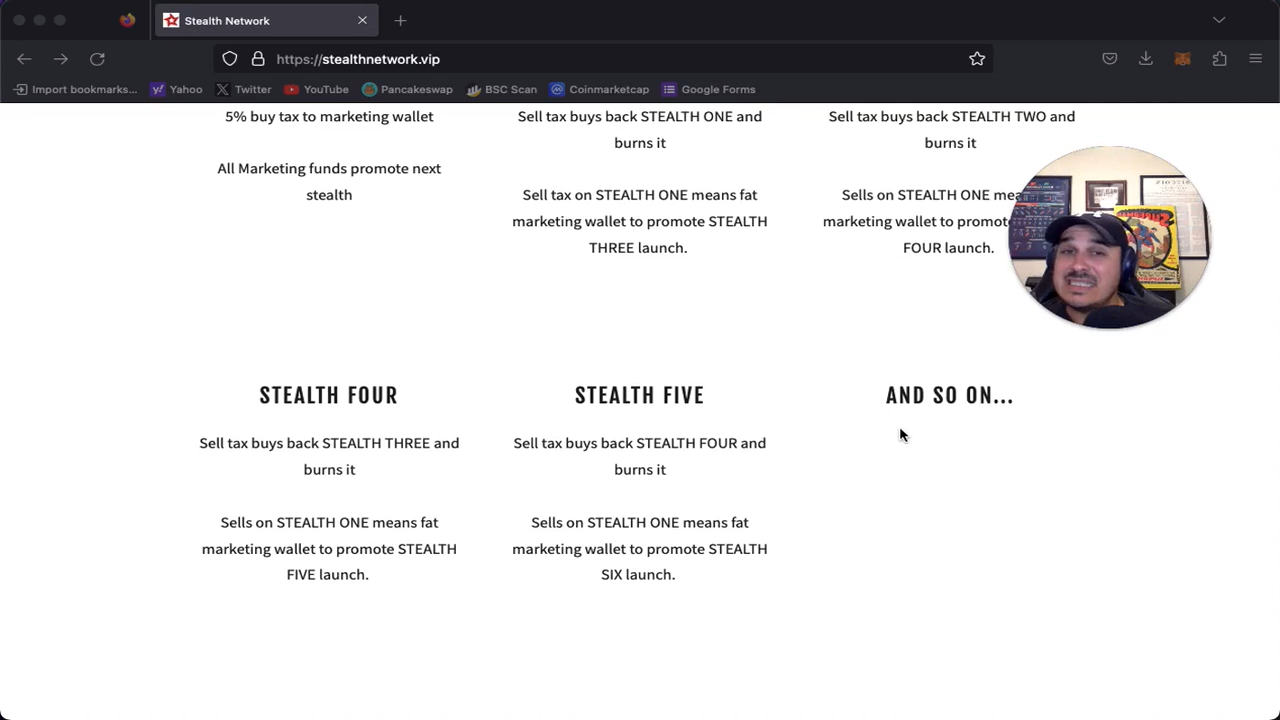 Stealth Network
https://stealthnetwork.vip
Import bookmarks...
Yahoo
Twitter
YouTube
Pancakeswap
BSC Scan
Coinmarketcap
Google Forms
5% buy tax to marketing wallet
All Marketing funds promote next
stealth
Sell tax buys back STEALTH ONE and
burns it
Sell tax on STEALTH ONE means fat
marketing wallet to promote STEALTH
THREE launch.
Sell tax buys back STEALTH TWO and
burns it
Sells on STEALTH ONE
marketing wallet to
FOUR launch.
STEALTH FOUR
Sell tax buys back STEALTH THREE and
burns it
Sells on STEALTH ONE means fat
marketing wallet to promote STEALTH
FIVE launch.
STEALTH FIVE
Sell tax buys back STEALTH FOUR and
burns it
Sells on STEALTH ONE means fat
marketing wallet to promote STEALTH
SIX launch.
AND SO ON...